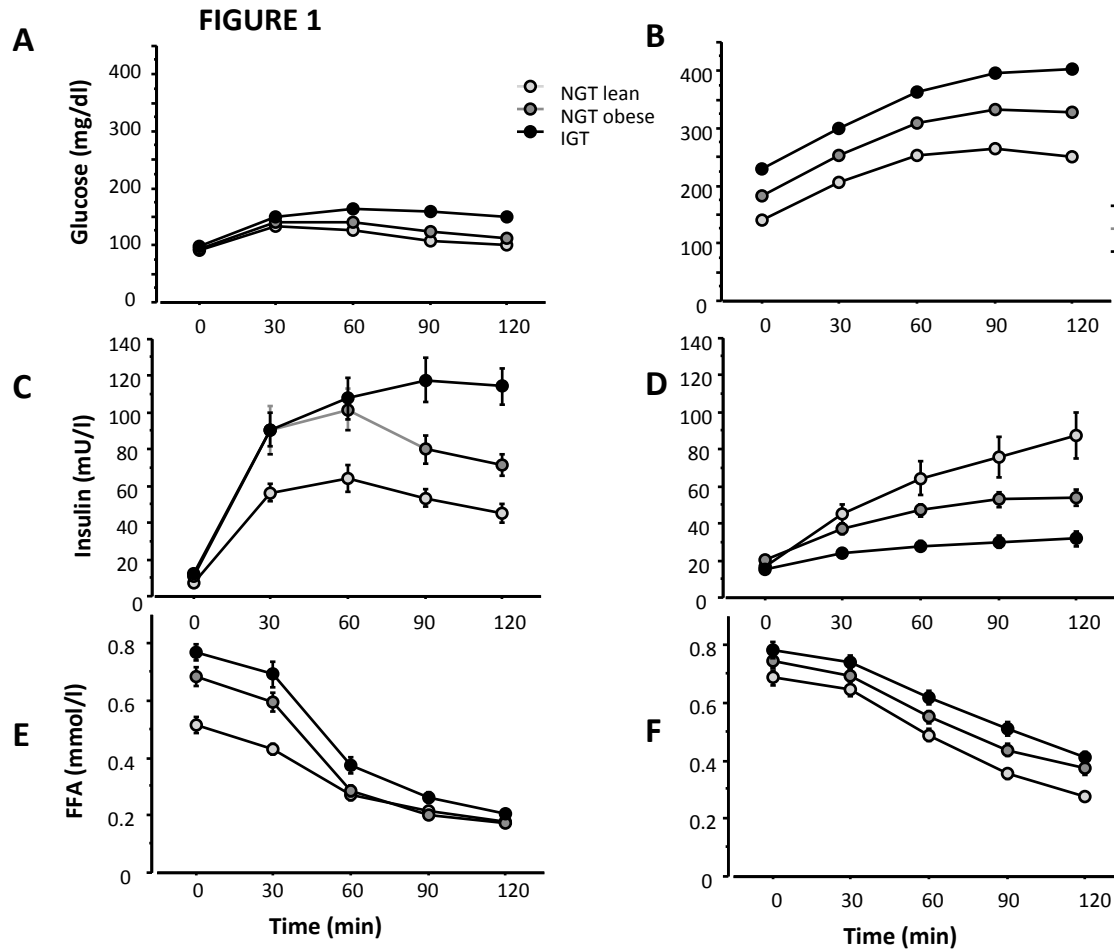 FIGURE 1
A
Glucose (mg/dl)
400
300
200
100
0
0 30 60 90 120
NGT lean
NGT obese
IGT
B
400
300
200
100
0
0 30 60 90 120
C
Insulin (mU/l)
140
120
100
80
60
40
20
0
0 30 60 90 120
D
140
120
100
80
60
40
20
0
0 30 60 90 120
E
FFA (mmol/l)
0.8
0.6
0.4
0.2
0
0 30 60 90 120
Time (min)
F
0.8
0.6
0.4
0.2
0
0 30 60 90 120
Time (min)